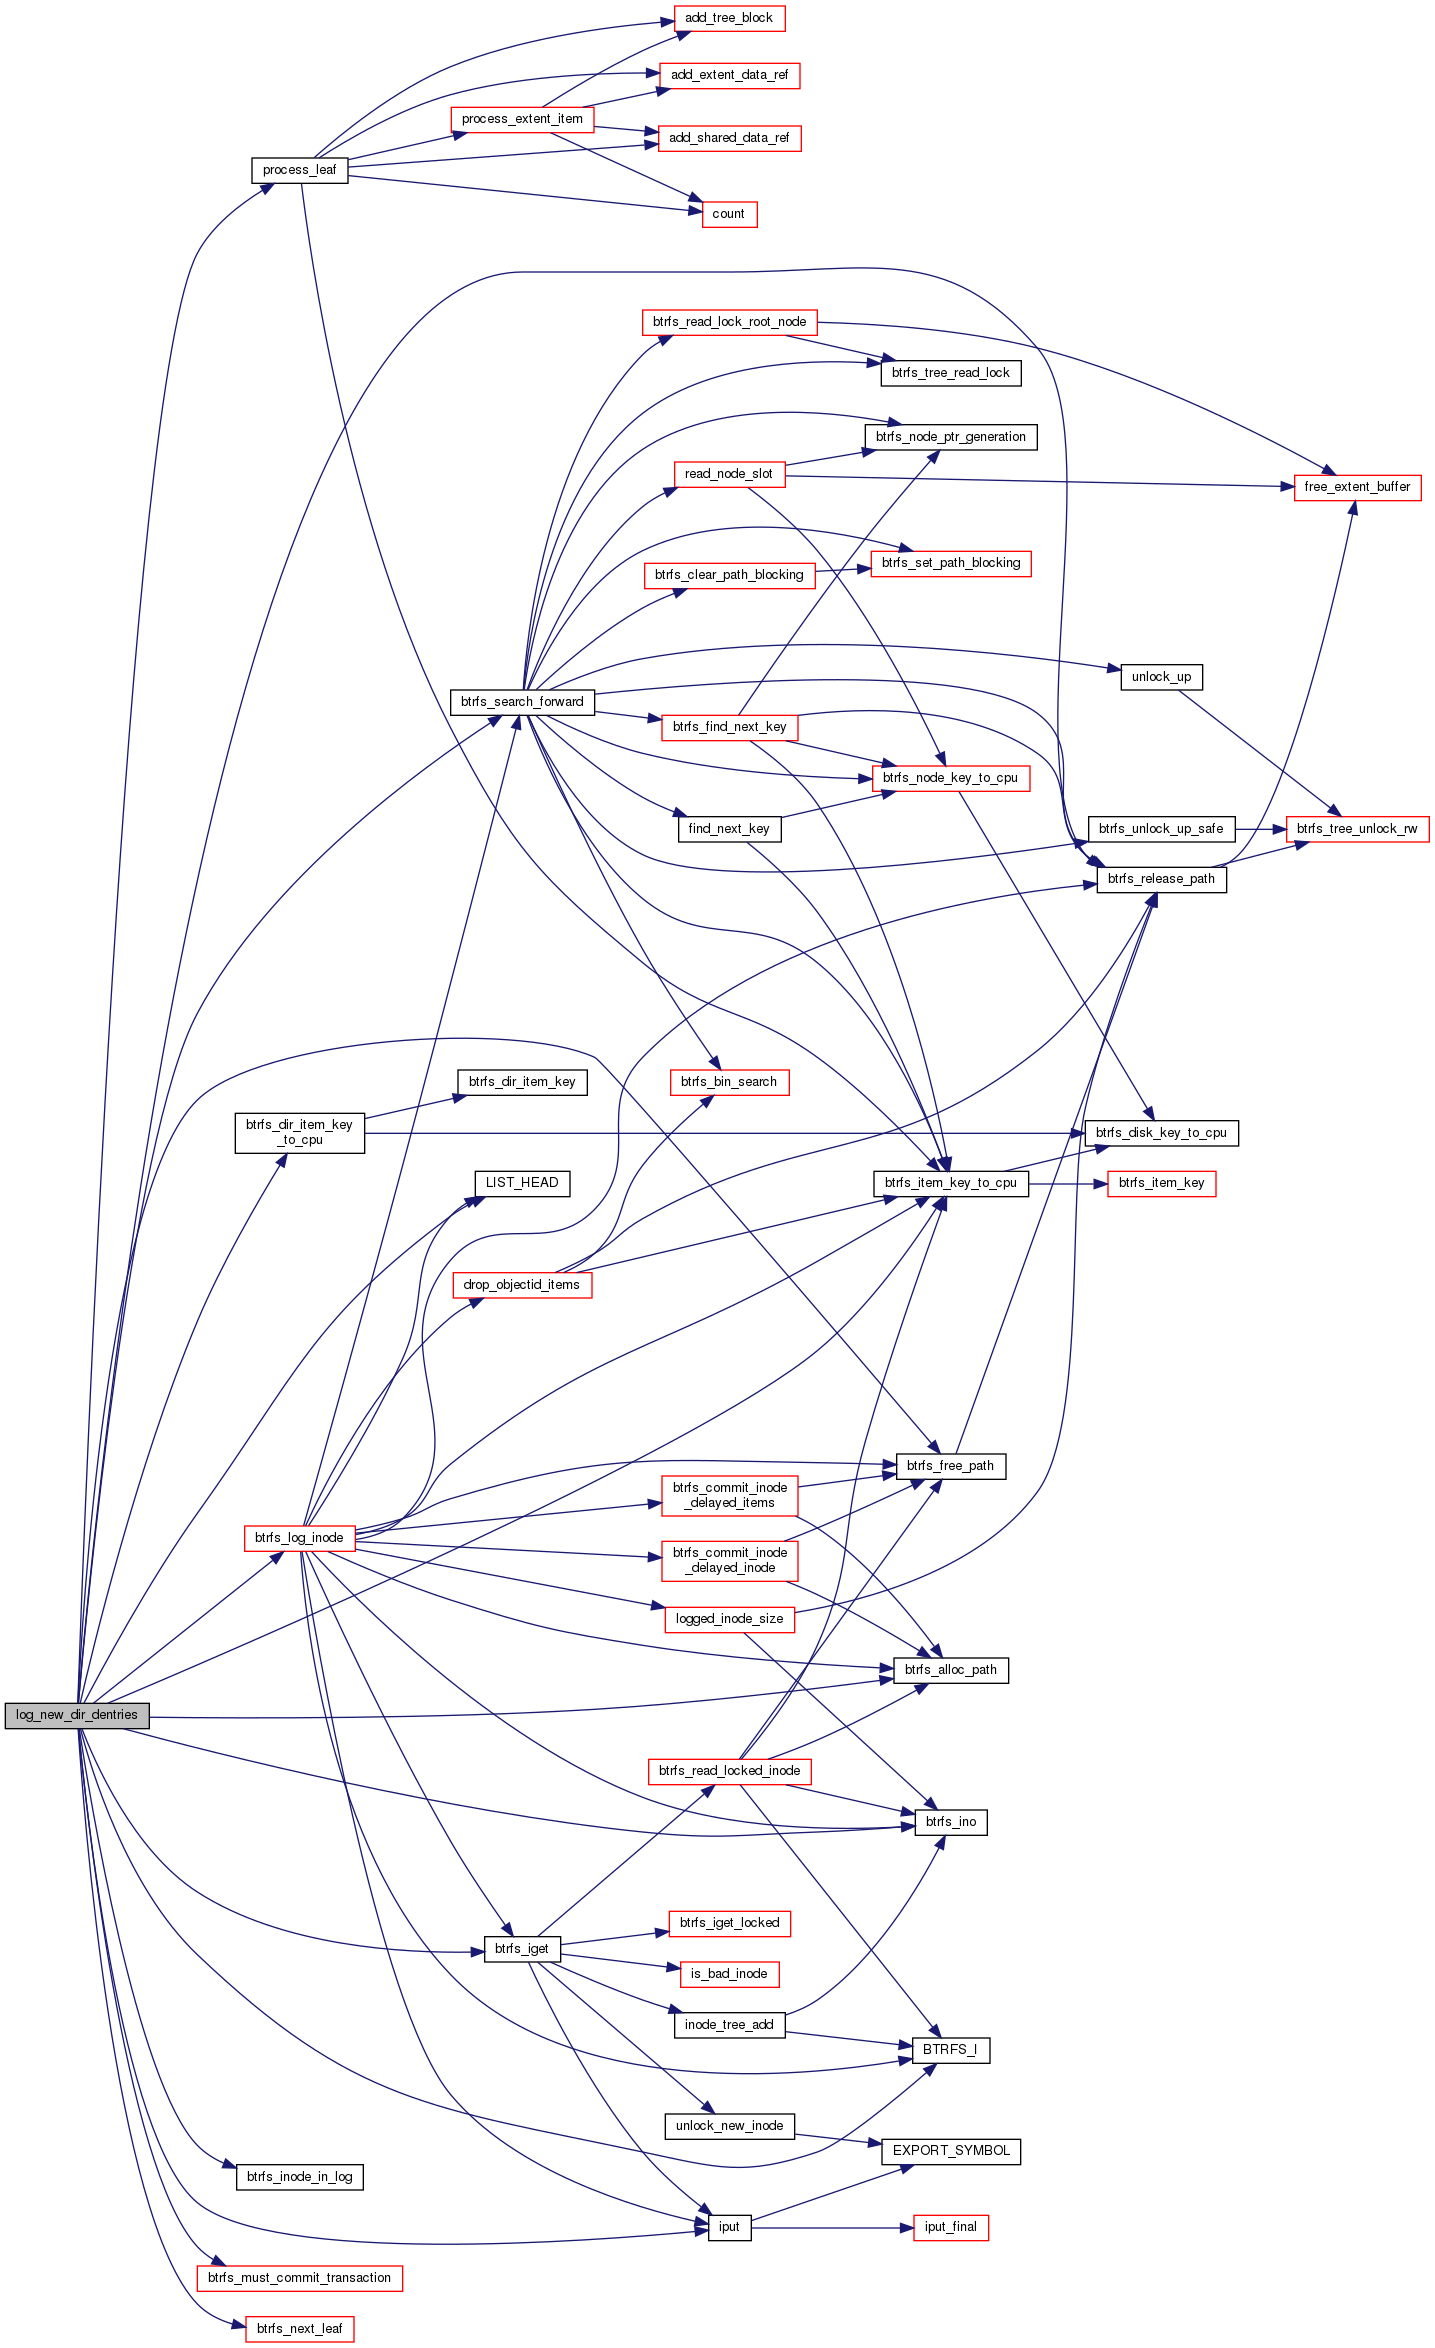 add_tree_block
add_extent_data_ref
process_extent_item
add_shared_data_ref
process_leaf
count
btrfs_read_lock_root_node
btrfs_tree_read_lock
btrfs_node_ptr_generation
read_node_slot
free_extent_buffer
btrfs_set_path_blocking
btrfs_clear_path_blocking
unlock_up
btrfs_search_forward
btrfs_find_next_key
btrfs_node_key_to_cpu
find_next_key
btrfs_unlock_up_safe
btrfs_tree_unlock_rw
btrfs_release_path
btrfs_bin_search
btrfs_dir_item_key
btrfs_dir_item_key
_to_cpu
btrfs_disk_key_to_cpu
LIST_HEAD
btrfs_item_key_to_cpu
btrfs_item_key
drop_objectid_items
btrfs_free_path
btrfs_commit_inode
_delayed_items
btrfs_log_inode
btrfs_commit_inode
_delayed_inode
logged_inode_size
btrfs_alloc_path
log_new_dir_dentries
btrfs_read_locked_inode
btrfs_ino
btrfs_iget_locked
btrfs_iget
is_bad_inode
inode_tree_add
BTRFS_I
unlock_new_inode
EXPORT_SYMBOL
btrfs_inode_in_log
iput
iput_final
btrfs_must_commit_transaction
btrfs_next_leaf